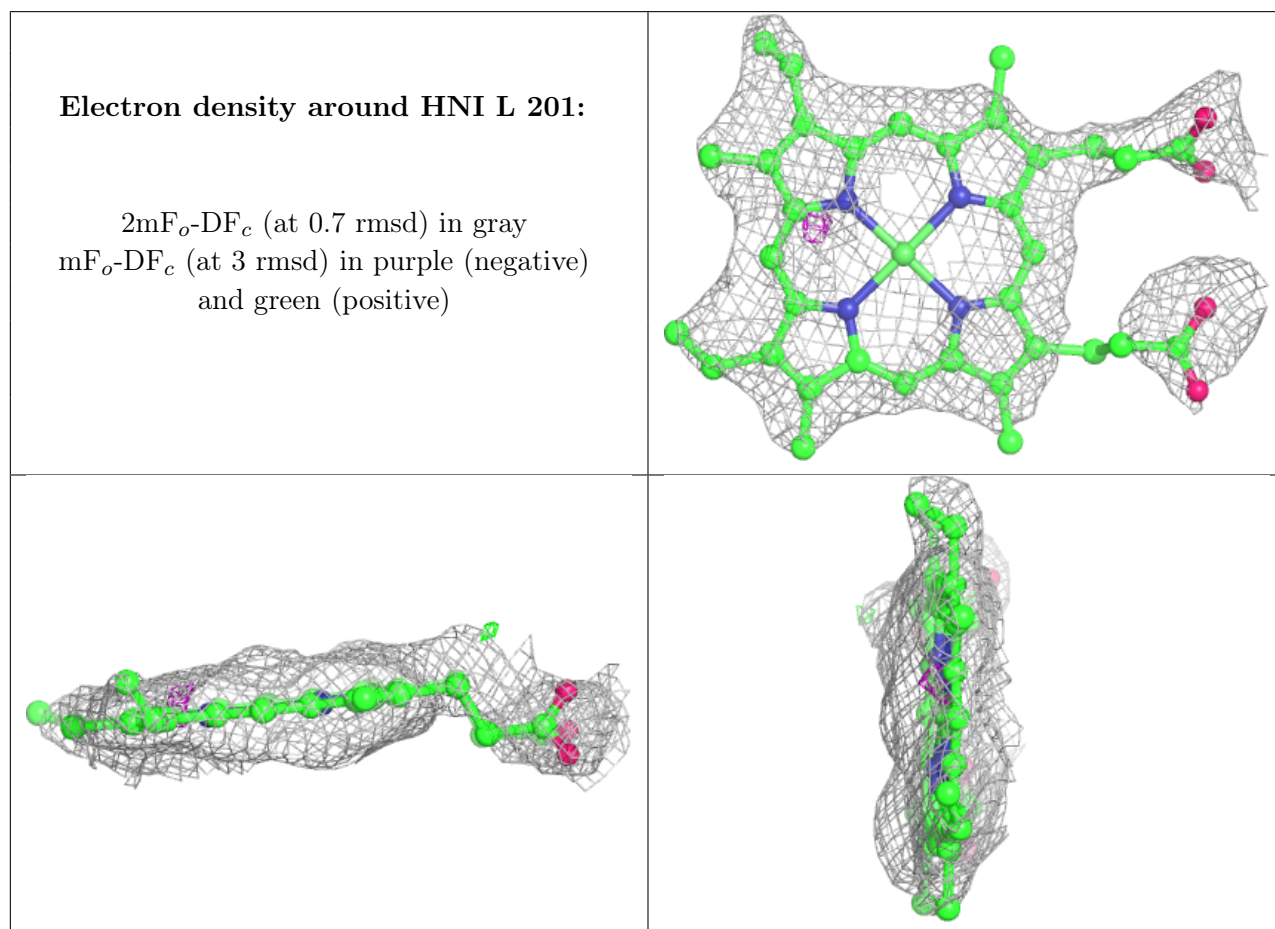 Electron density around HNI L 201:
2mFo-DFc (at 0.7 rmsd) in gray
mFo-DFc (at 3 rmsd) in purple (negative)
and green (positive)